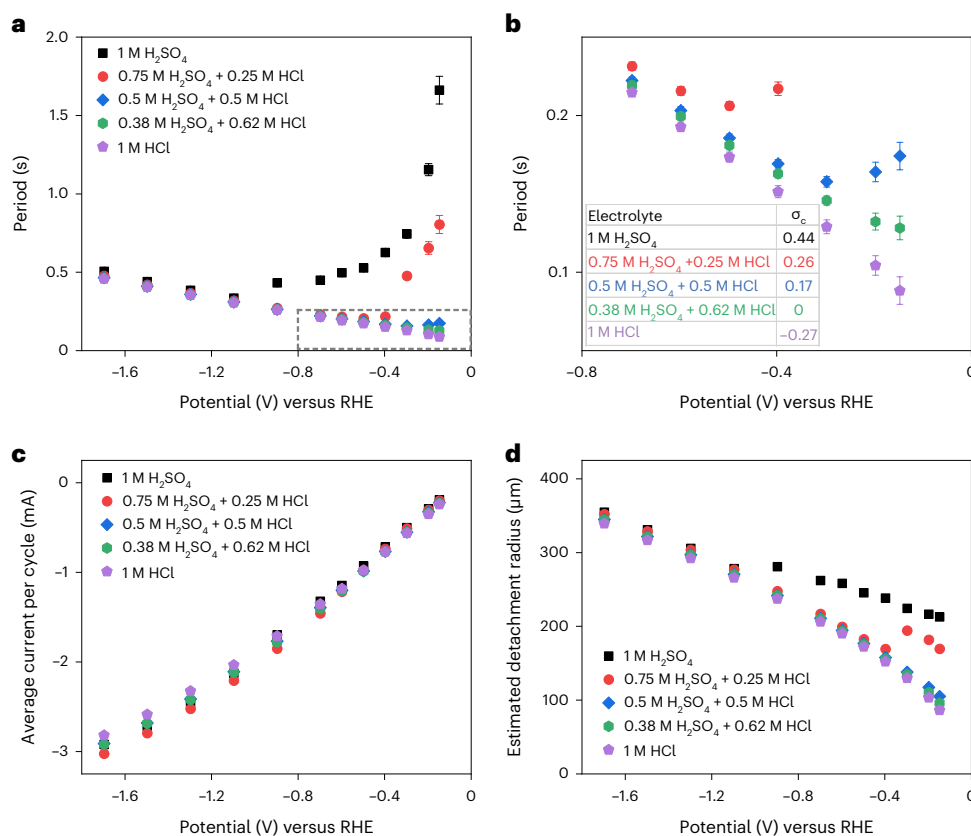 a
2.0
1.5
1.0
0.5
0
Period (s)
1 M H₂SO₄
0.75 M H₂SO₄ + 0.25 M HCl
0.5 M H₂SO₄ + 0.5 M HCl
0.38 M H₂SO₄ + 0.62 M HCl
1 M HCl
−1.6
−1.2
−0.8
−0.4
0
Potential (V) versus RHE
b
0.2
0.1
Period (s)
Electrolyte σc
1 M H₂SO₄ 0.44
0.75 M H₂SO₄ +0.25 M HCl 0.26
0.5 M H₂SO₄ + 0.5 M HCl 0.17
0.38 M H₂SO₄ + 0.62 M HCl 0
1 M HCl −0.27
−0.8
−0.4
0
Potential (V) versus RHE
c
0
−1
−2
−3
Average current per cycle (mA)
1 M H₂SO₄
0.75 M H₂SO₄ + 0.25 M HCl
0.5 M H₂SO₄ + 0.5 M HCl
0.38 M H₂SO₄ + 0.62 M HCl
1 M HCl
−1.6
−1.2
−0.8
−0.4
0
Potential (V) versus RHE
d
400
300
200
100
0
Estimated detachment radius (μm)
1 M H₂SO₄
0.75 M H₂SO₄ + 0.25 M HCl
0.5 M H₂SO₄ + 0.5 M HCl
0.38 M H₂SO₄ + 0.62 M HCl
1 M HCl
−1.6
−1.2
−0.8
−0.4
0
Potential (V) versus RHE